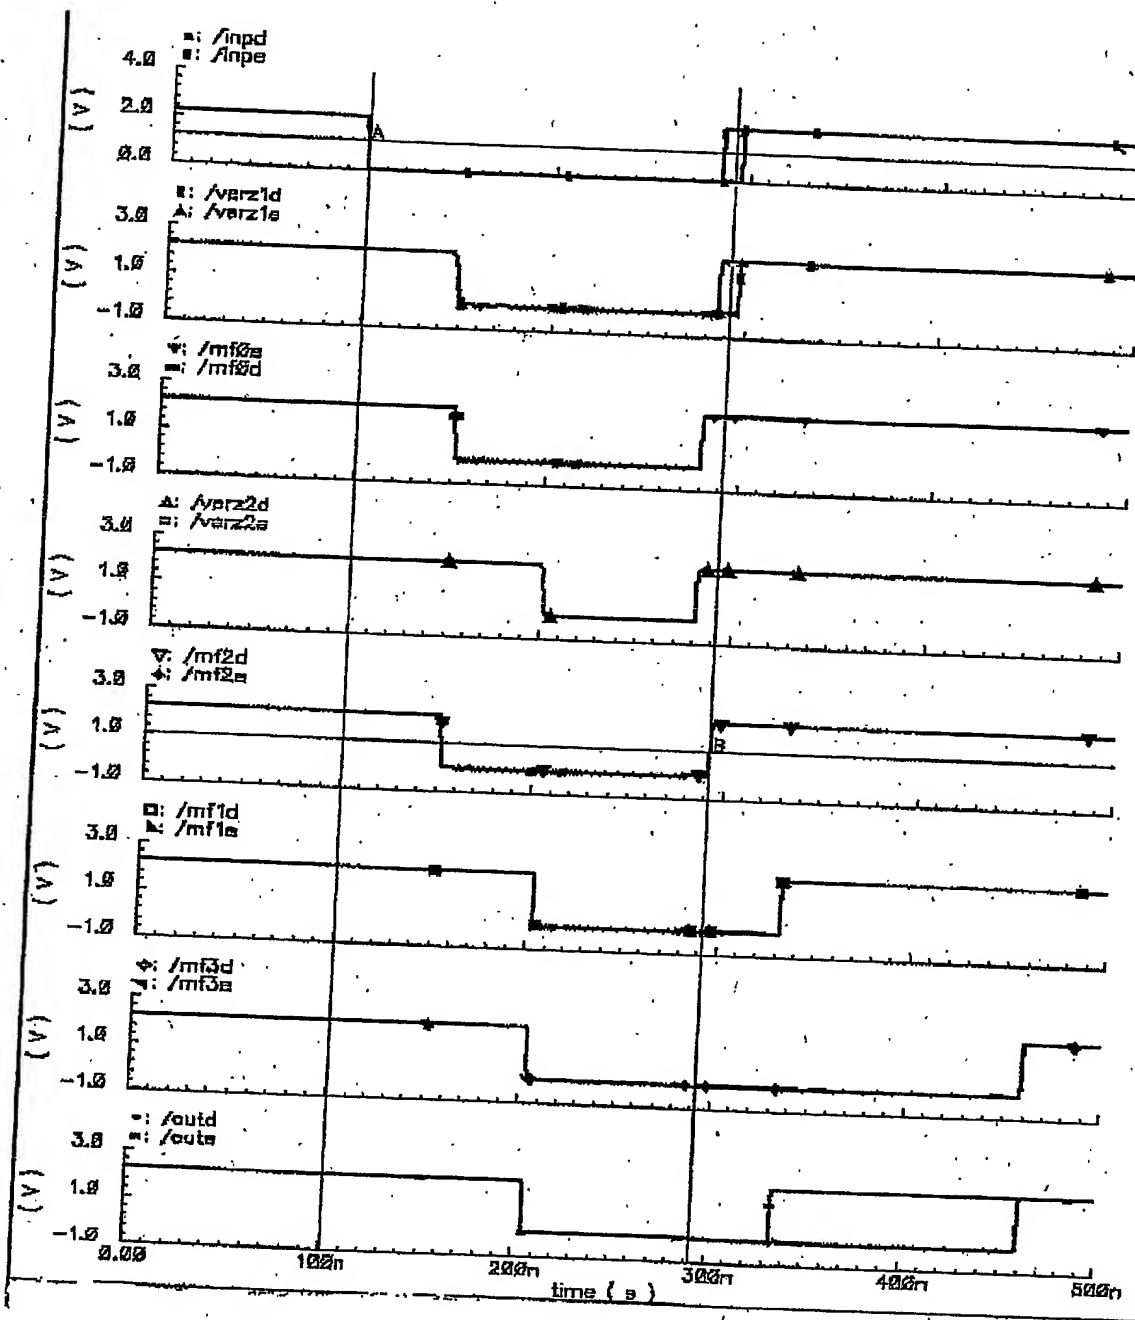 /inpd
/inpe
4.0
2.0
0.0
(V)
A
/verz1d
/verz1e
3.0
1.0
-1.0
(V)
/mf0e
/mf0d
3.0
1.0
-1.0
(V)
/verz2d
/verz2e
3.0
1.0
-1.0
(V)
/mf2d
/mf2e
3.0
1.0
-1.0
(V)
B
/mf1d
/mf1e
3.0
1.0
-1.0
(V)
/mf3d
/mf3e
3.0
1.0
-1.0
(V)
/outd
/oute
3.0
1.0
-1.0
(V)
0.00 100n 200n 300n 400n 500n
time ( s )